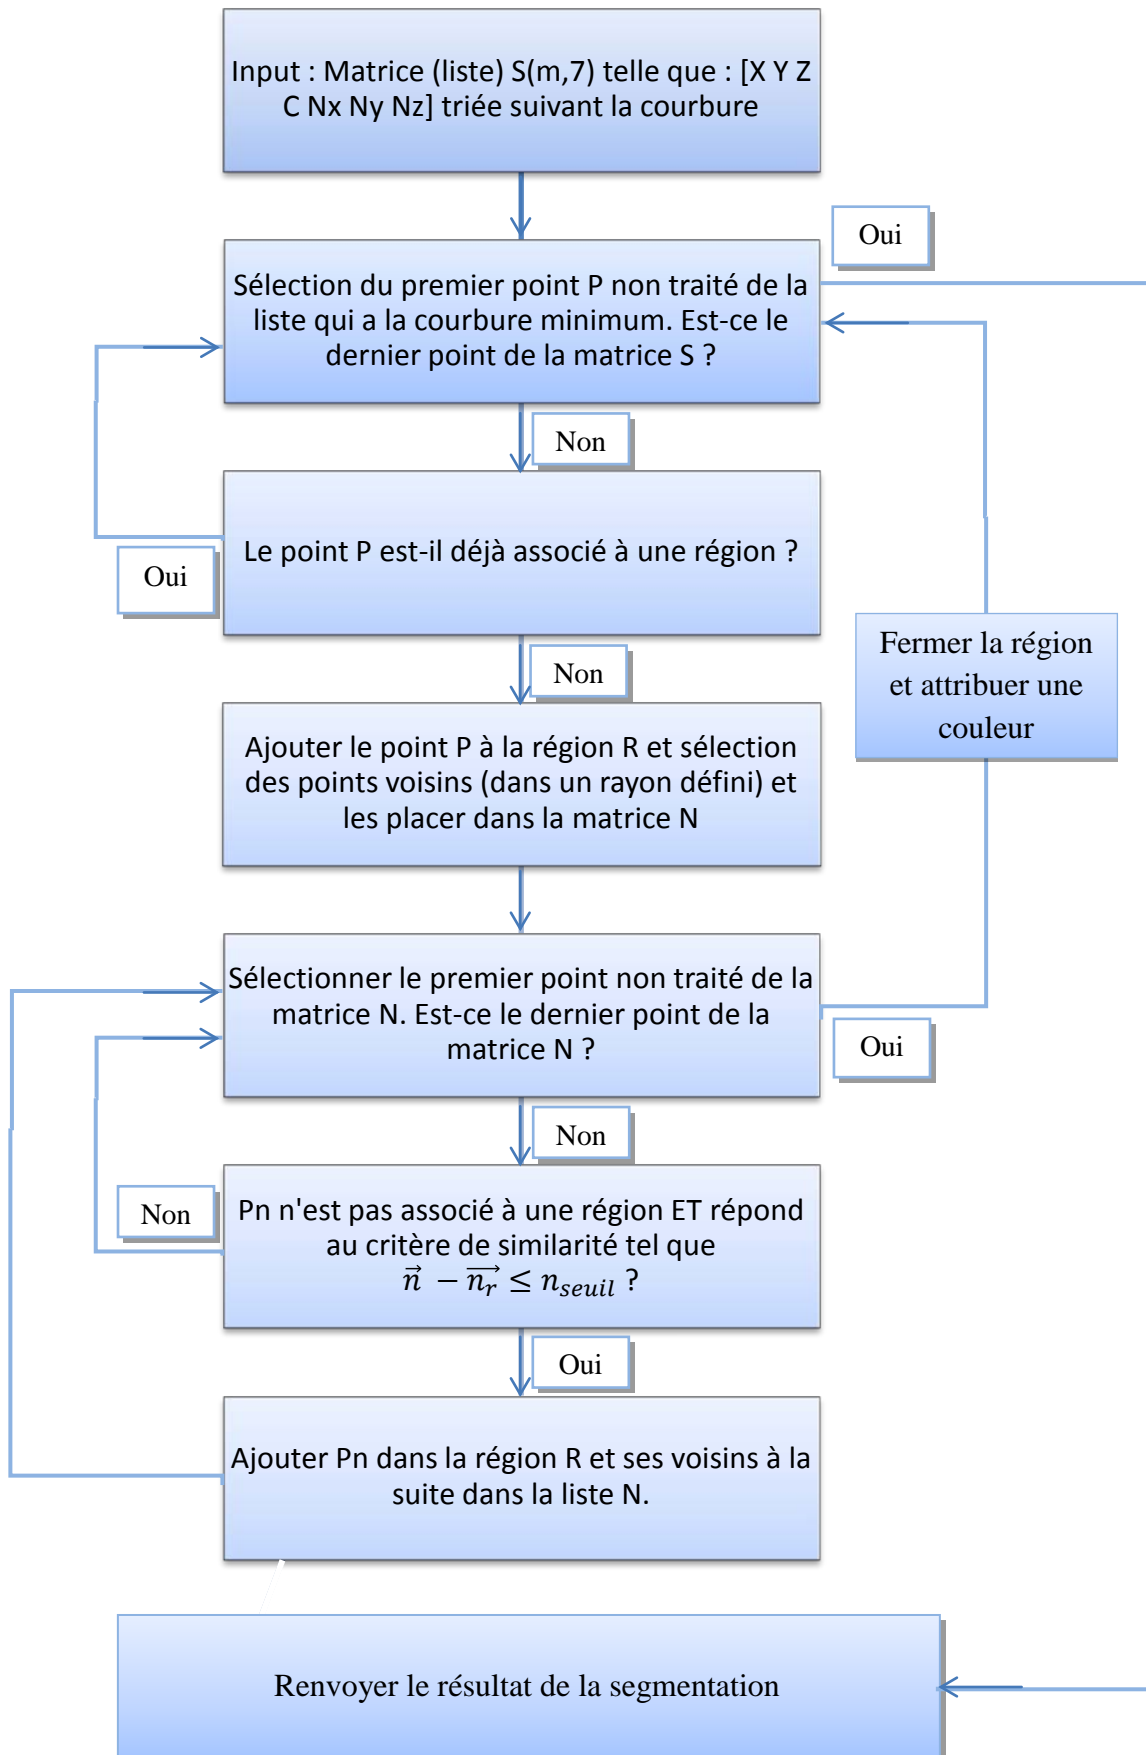 Input : Matrice (liste) S(m,7) telle que : [X Y Z
C Nx Ny Nz] triée suivant la courbure
Oui
Sélection du premier point P non traité de la
liste qui a la courbure minimum. Est-ce le
dernier point de la matrice S ?
Non
Le point P est-il déjà associé à une région ?
Oui
Non
Fermer la région
et attribuer une
couleur
Ajouter le point P à la région R et sélection
des points voisins (dans un rayon défini) et
les placer dans la matrice N
Sélectionner le premier point non traité de la
matrice N. Est-ce le dernier point de la
matrice N ?
Oui
Non
Pn n'est pas associé à une région ET répond
au critère de similarité tel que
$\vec{n} - \overrightarrow{n_r} \leq n_{seuil}$ ?
Non
Oui
Ajouter Pn dans la région R et ses voisins à la
suite dans la liste N.
Renvoyer le résultat de la segmentation